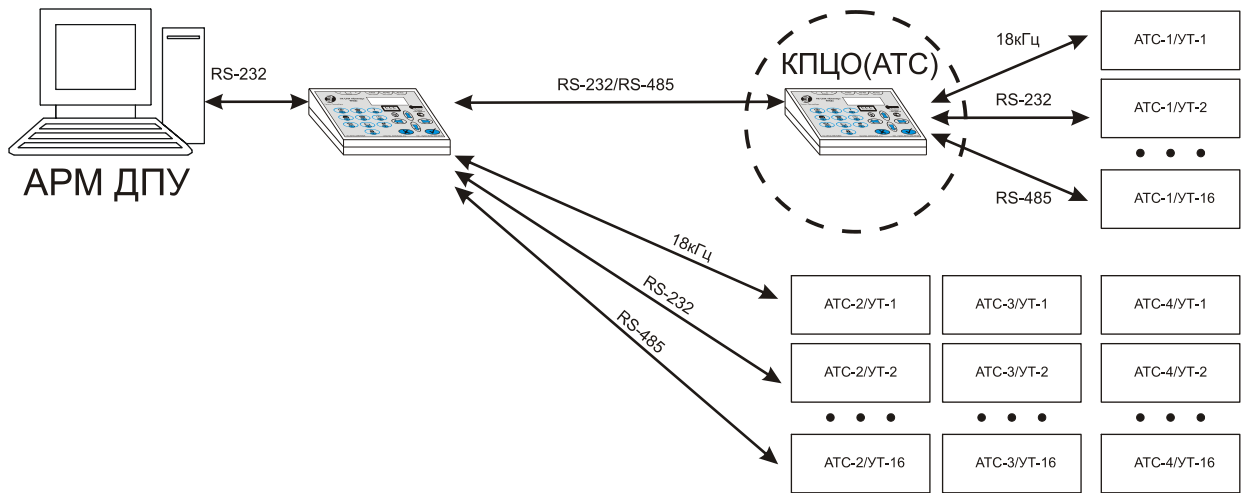 18кГц
АТС-1/УТ-1
КПЦО(АТС)
RS-232
RS-232/RS-485
RS-232
АТС-1/УТ-2
АРМ ДПУ
RS-485
АТС-1/УТ-16
18кГц
RS-232
RS-485
АТС-2/УТ-1
АТС-3/УТ-1
АТС-4/УТ-1
АТС-2/УТ-2
АТС-3/УТ-2
АТС-4/УТ-2
АТС-2/УТ-16
АТС-3/УТ-16
АТС-4/УТ-16